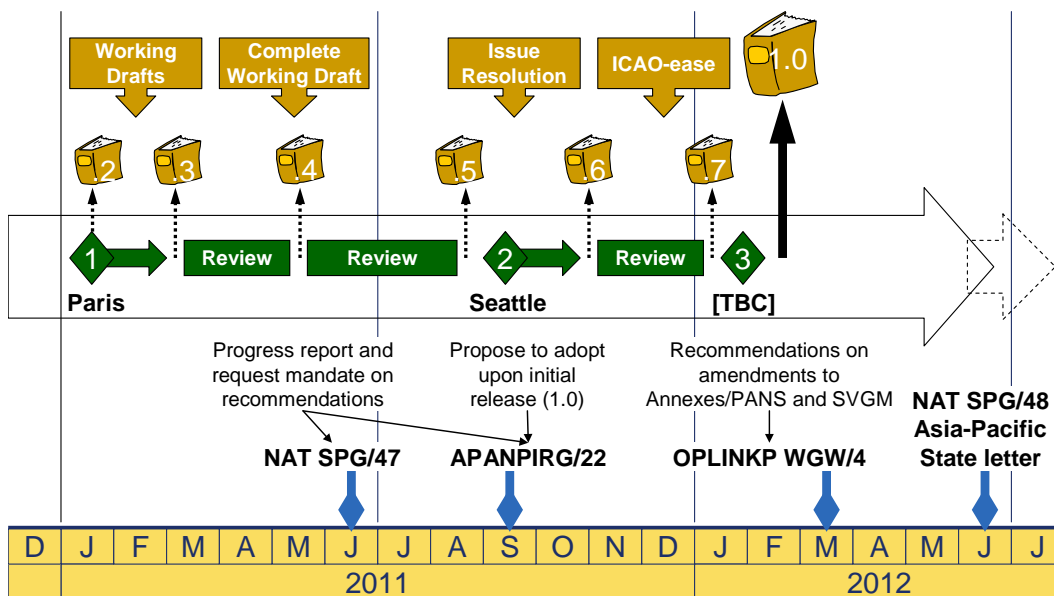 Working
Drafts
Complete
Working Draft
Issue
Resolution
ICAO-ease
1.0
.2
.3
.4
.5
.6
.7
1
Review
Review
2
Review
3
Paris
Seattle
[TBC]
Progress report and
request mandate on
recommendations
Propose to adopt
upon initial
release (1.0)
Recommendations on
amendments to
Annexes/PANS and SVGM
NAT SPG/47
APANPIRG/22
OPLINKP WGW/4
NAT SPG/48
Asia-Pacific
State letter
D J F M A M J J A S O N D J F M A M J J
2011 2012